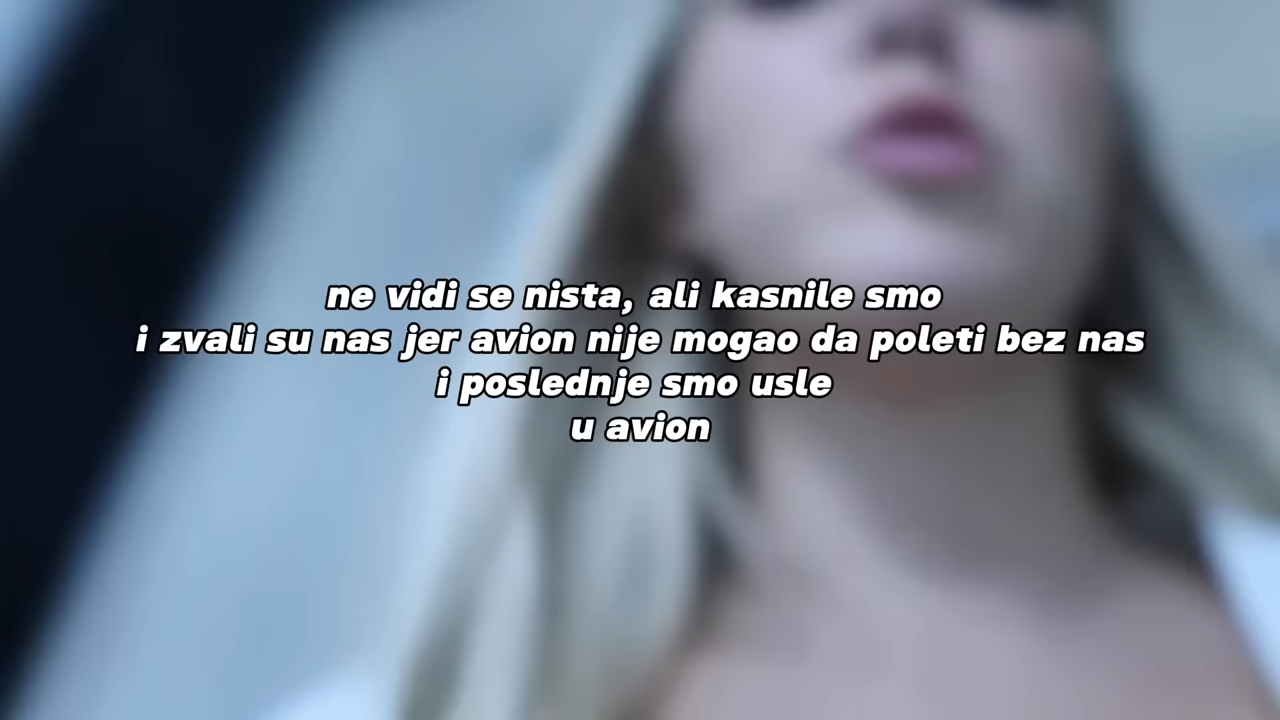 ne vidi se nista, ali kasnile smo
i zvali su nas jer avion nije mogao da poleti bez nas
i poslednje smo usle
u avion